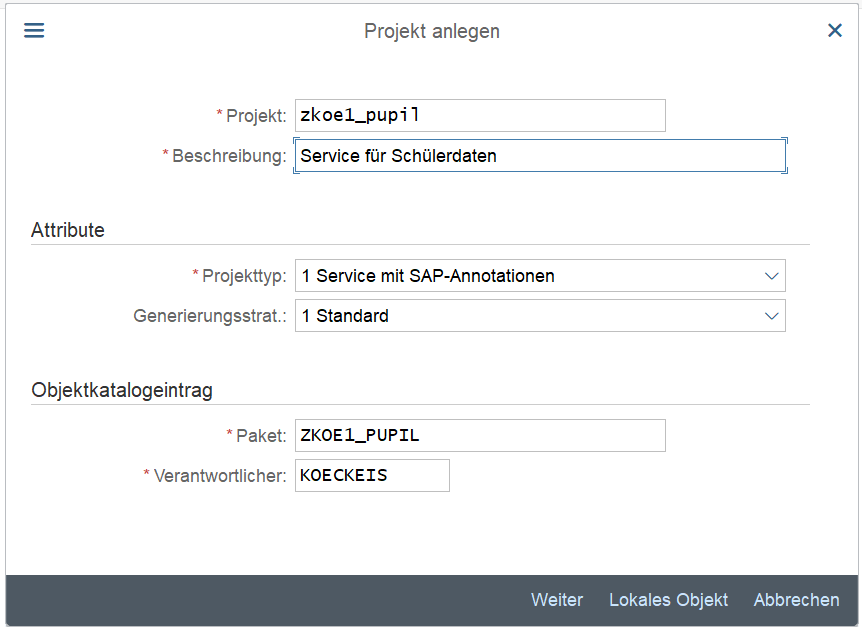 Projekt anlegen
* Projekt: zkoe1_pupil
* Beschreibung: Service für Schülerdaten
Attribute
* Projekttyp: 1 Service mit SAP-Annotationen
Generierungsstrat.: 1 Standard
Objektkatalogeintrag
* Paket: ZKOE1_PUPIL
* Verantwortlicher: KOECKEIS
Weiter Lokales Objekt Abbrechen